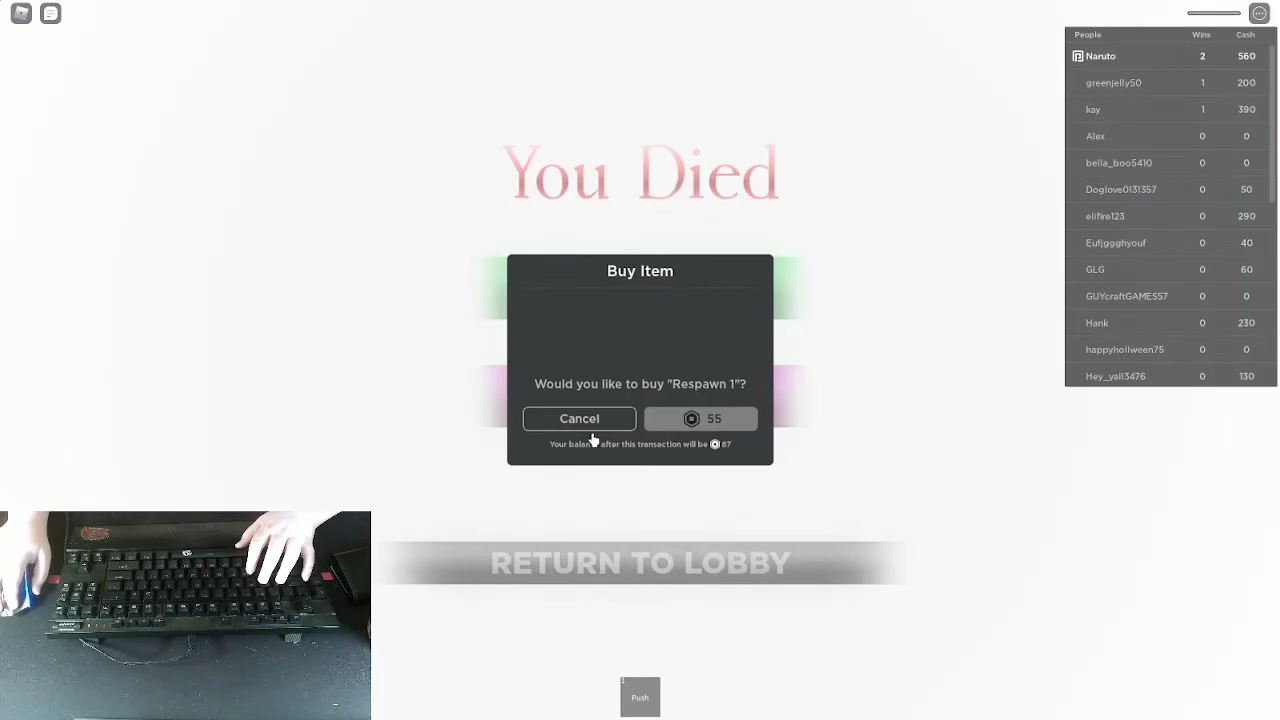 People Wins Cash
Naruto 2 560
greenjelly50 1 200
kay 1 390
Alex 0 0
bella_boo5410 0 0
Doglove0131357 0 50
elifire123 0 290
Eufjggghyouf 0 40
GLG 0 60
GUYcraftGAMES57 0 0
Hank 0 230
happyhollween75 0 0
Hey_yall3476 0 130
You Died
Buy Item
Would you like to buy "Respawn 1"?
Cancel 55
Your balan after this transaction will be 87
RETURN TO LOBBY
1
Push